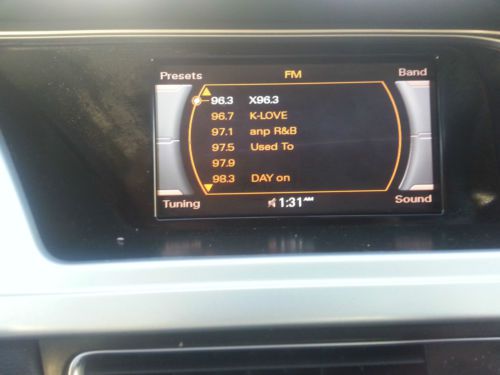 Presets FM Band
96.3 X96.3
96.7 K-LOVE
97.1 anp R&B
97.5 Used To
97.9
98.3 DAY on
Tuning 1:31 AM Sound